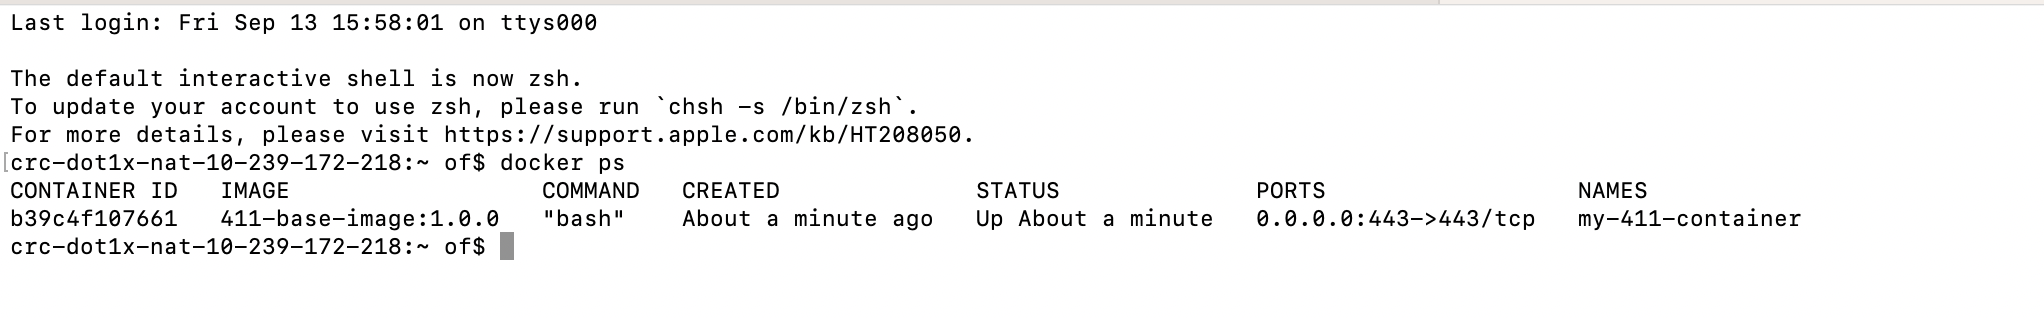 Last login: Fri Sep 13 15:58:01 on ttys000
The default interactive shell is now zsh.
To update your account to use zsh, please run `chsh -s /bin/zsh`.
For more details, please visit https://support.apple.com/kb/HT208050.
[crc-dot1x-nat-10-239-172-218:~ of$ docker ps
CONTAINER ID   IMAGE                  COMMAND   CREATED              STATUS              PORTS                  NAMES
b39c4f107661   411-base-image:1.0.0   "bash"    About a minute ago   Up About a minute   0.0.0.0:443->443/tcp   my-411-container
crc-dot1x-nat-10-239-172-218:~ of$